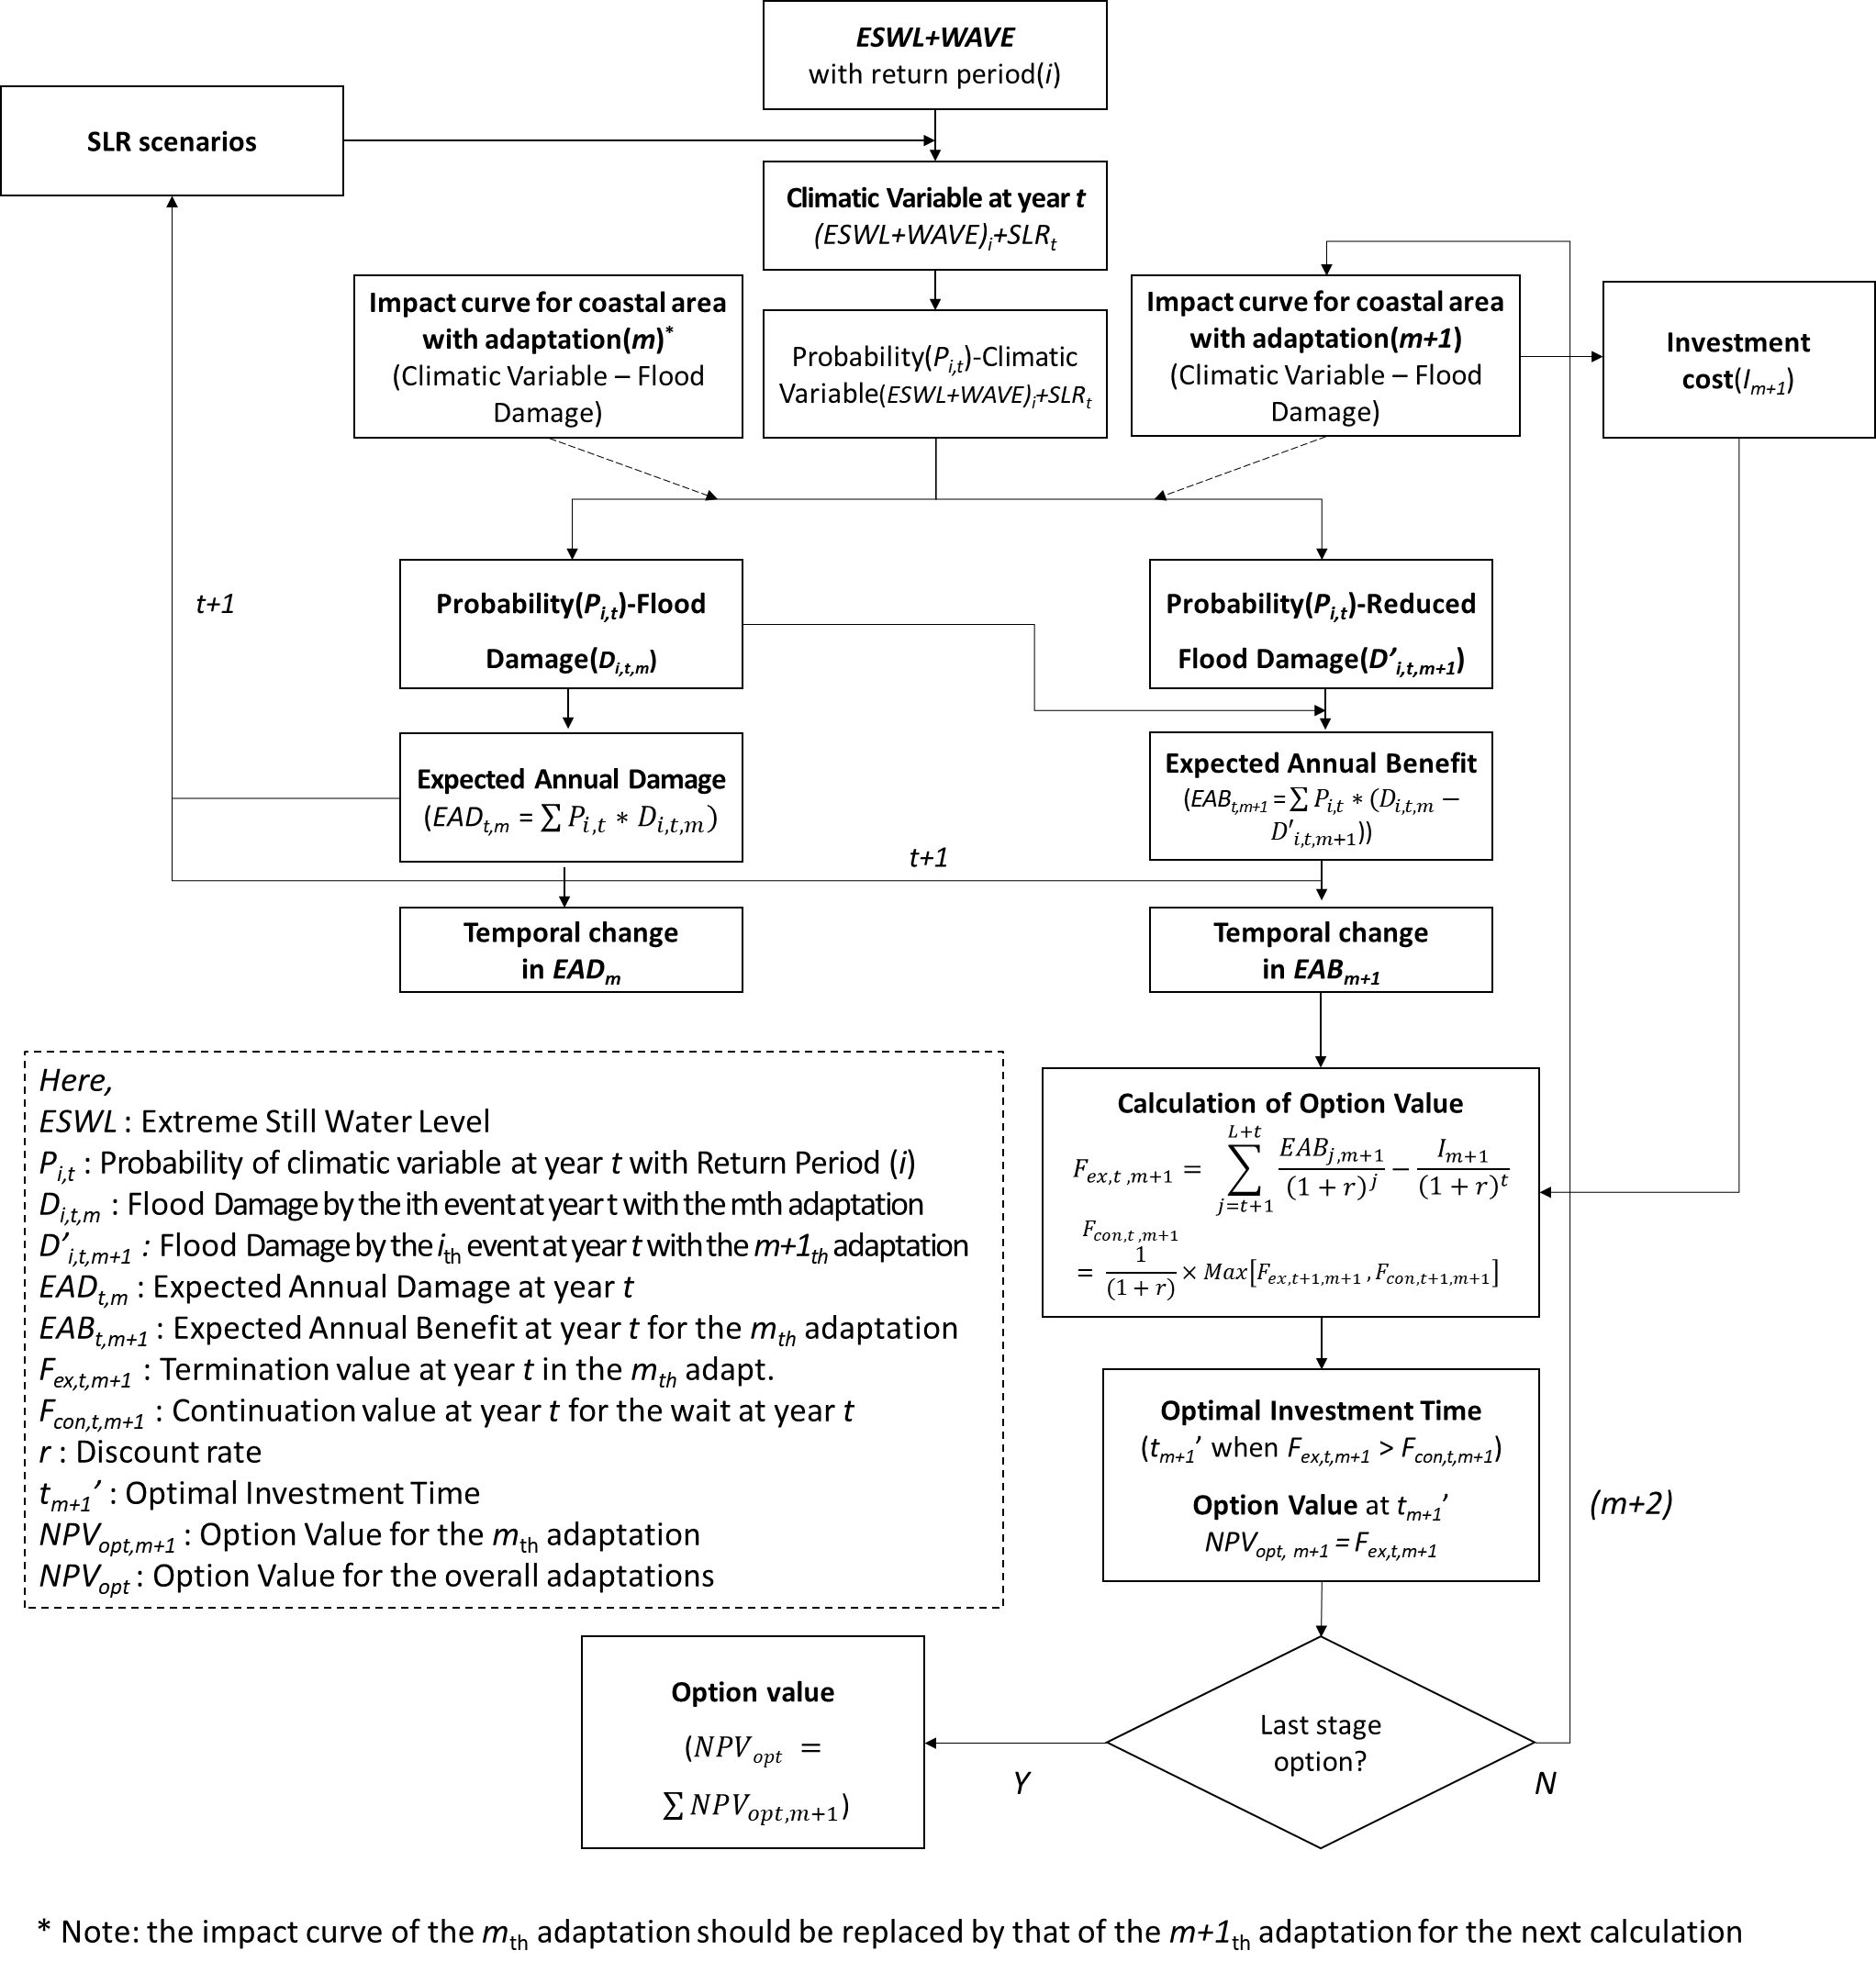 ESWL+WAVE
with return period(i)
SLR scenarios
Climatic Variable at year t
(ESWL+WAVE)i+SLRt
Impact curve for coastal area
with adaptation(m)*
(Climatic Variable – Flood
Damage)
Probability(Pi,t)-Climatic
Variable(ESWL+WAVE)i+SLRt
Impact curve for coastal area
with adaptation(m+1)
(Climatic Variable – Flood
Damage)
Investment
cost(Im+1)
t+1
Probability(Pi,t)-Flood
Damage(Di,t,m)
Probability(Pi,t)-Reduced
Flood Damage(D’i,t,m+1)
Expected Annual Damage
(EADt,m = ∑ Pi,t ∗ Di,t,m)
Expected Annual Benefit
(EABt,m+1 = ∑ Pi,t ∗ (Di,t,m −
D′i,t,m+1))
t+1
Temporal change
in EADm
Temporal change
in EABm+1
Here,
ESWL : Extreme Still Water Level
Pi,t : Probability of climatic variable at year t with Return Period (i)
Di,t,m : Flood Damage by the ith event at year t with the mth adaptation
D’i,t,m+1 : Flood Damage by the ith event at year t with the m+1th adaptation
EADt,m : Expected Annual Damage at year t
EABt,m+1 : Expected Annual Benefit at year t for the mth adaptation
Fex,t,m+1 : Termination value at year t in the mth adapt.
Fcon,t,m+1 : Continuation value at year t for the wait at year t
r : Discount rate
tm+1’ : Optimal Investment Time
NPVopt,m+1 : Option Value for the mth adaptation
NPVopt : Option Value for the overall adaptations
Calculation of Option Value
Fex,t,m+1 = ∑ j=t+1 L+t EABj,m+1/(1 + r)^j − Im+1/(1 + r)^t
Fcon,t,m+1
= 1/(1 + r) × Max[Fex,t+1,m+1 , Fcon,t+1,m+1]
Optimal Investment Time
(tm+1’ when Fex,t,m+1 > Fcon,t,m+1)
Option Value at tm+1’
NPVopt, m+1 = Fex,t,m+1
(m+2)
Option value
(NPVopt =
∑ NPVopt,m+1)
Last stage
option?
Y
N
* Note: the impact curve of the mth adaptation should be replaced by that of the m+1th adaptation for the next calculation